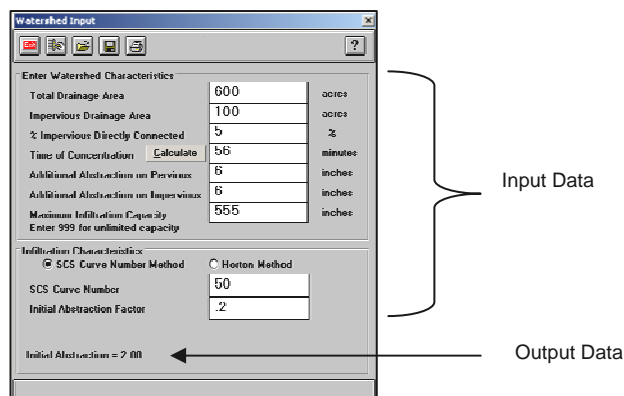 Watershed Input
Exit
?
Enter Watershed Characteristics
Total Drainage Area 600 acres
Impervious Drainage Area 100 acres
% Impervious Directly Connected 5 %
Time of Concentration Calculate 56 minutes
Additional Abstraction on Pervious 6 inches
Additional Abstraction on Impervious 6 inches
Maximum Infiltration Capacity 555 inches
Enter 999 for unlimited capacity
Infiltration Characteristics
SCS Curve Number Method Horton Method
SCS Curve Number 50
Initial Abstraction Factor .2
Initial Abstraction = 2.00
Input Data
Output Data